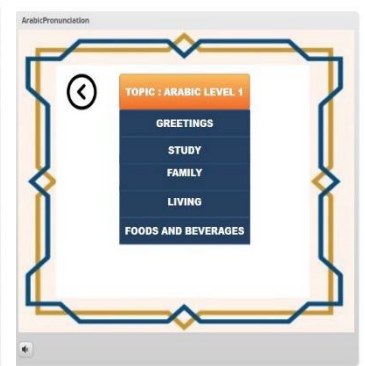 ArabicPronunciation
TOPIC : ARABIC LEVEL 1
GREETINGS
STUDY
FAMILY
LIVING
FOODS AND BEVERAGES